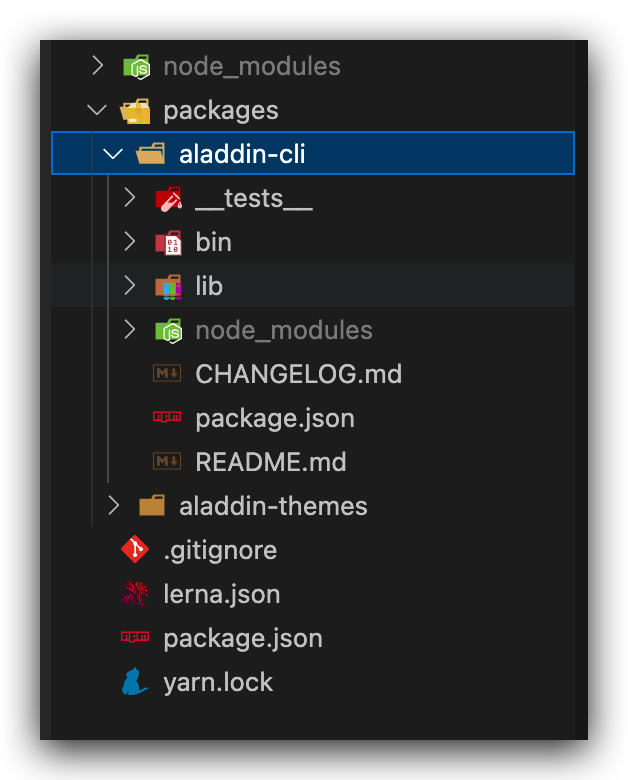 node_modules
packages
aladdin-cli
__tests__
bin
lib
node_modules
CHANGELOG.md
package.json
README.md
aladdin-themes
.gitignore
lerna.json
package.json
yarn.lock